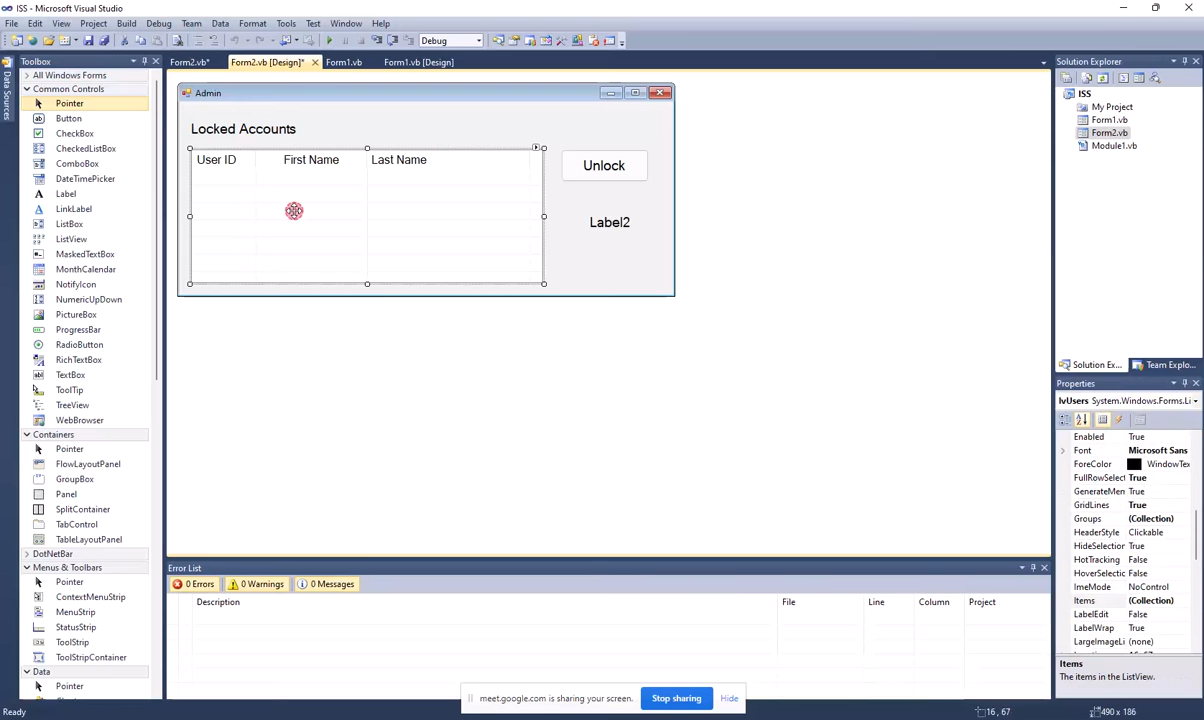 ISS - Microsoft Visual Studio
File Edit View Project Build Debug Team Data Format Tools Test Window Help
Debug
Data Sources
Toolbox
All Windows Forms
Common Controls
Pointer
Button
CheckBox
CheckedListBox
ComboBox
DateTimePicker
A Label
A LinkLabel
ListBox
ListView
MaskedTextBox
MonthCalendar
NotifyIcon
NumericUpDown
PictureBox
ProgressBar
RadioButton
RichTextBox
TextBox
ToolTip
TreeView
WebBrowser
Containers
Pointer
FlowLayoutPanel
GroupBox
Panel
SplitContainer
TabControl
TableLayoutPanel
DotNetBar
Menus & Toolbars
Pointer
ContextMenuStrip
MenuStrip
StatusStrip
ToolStrip
ToolStripContainer
Data
Pointer
Form2.vb* Form2.vb [Design]* Form1.vb Form1.vb [Design]
Admin
Locked Accounts
User ID First Name Last Name
Unlock
Label2
Error List
0 Errors 0 Warnings 0 Messages
Description File Line Column Project
Solution Explorer
ISS
My Project
Form1.vb
Form2.vb
Module1.vb
Solution Ex... Team Explo...
Properties
lvUsers System.Windows.Forms.Li
Enabled True
Font Microsoft Sans
ForeColor WindowTex
FullRowSelect True
GenerateMem True
GridLines True
Groups (Collection)
HeaderStyle Clickable
HideSelection True
HotTracking False
HoverSelection False
ImeMode NoControl
Items (Collection)
LabelEdit False
LabelWrap True
LargeImageLi (none)
Items
The items in the ListView.
meet.google.com is sharing your screen. Stop sharing Hide
Ready 16 , 67 490 x 186